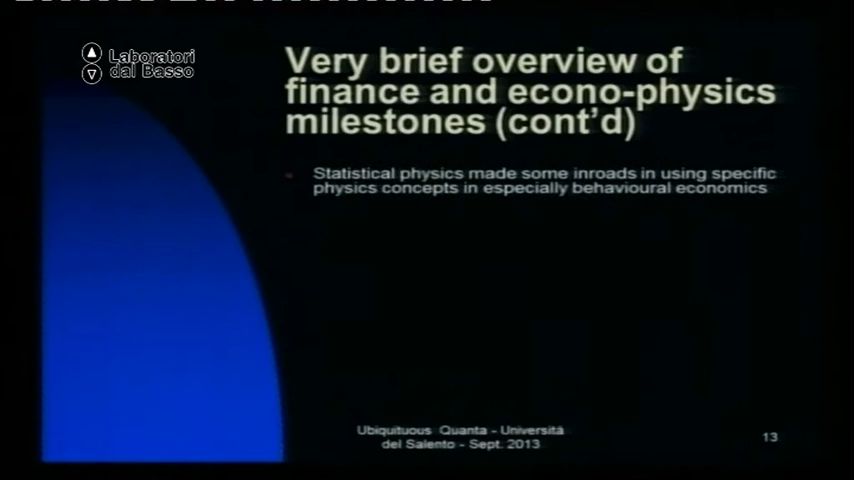 Laboratori
dal Basso
Very brief overview of
finance and econo-physics
milestones (cont'd)
Statistical physics made some inroads in using specific
physics concepts in especially behavioural economics
Ubiquituous Quanta - Università
del Salento - Sept. 2013
13